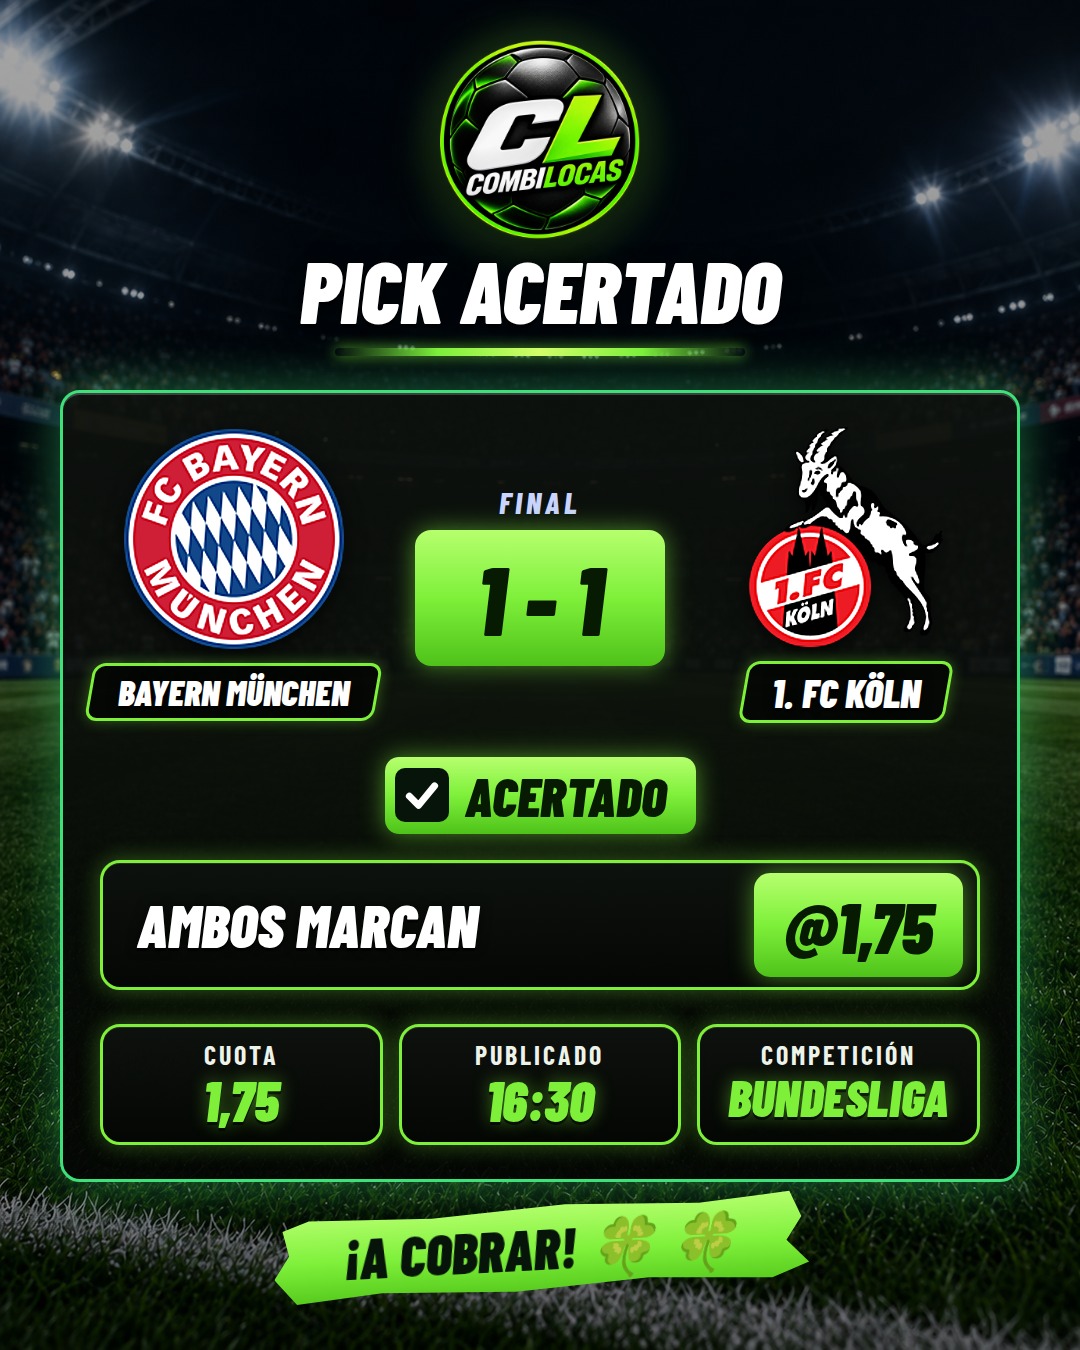 CL
COMBILOCAS
PICK ACERTADO
FC BAYERN
MÜNCHEN
FINAL
1 - 1
1.FC
KÖLN
BAYERN MÜNCHEN
1. FC KÖLN
ACERTADO
AMBOS MARCAN
@1,75
CUOTA
1,75
PUBLICADO
16:30
COMPETICIÓN
BUNDESLIGA
¡A COBRAR!